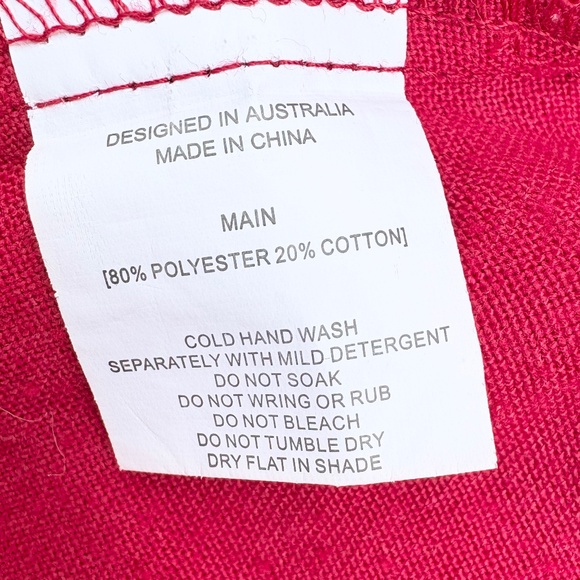 DESIGNED IN AUSTRALIA
MADE IN CHINA
MAIN
[80% POLYESTER 20% COTTON]
COLD HAND WASH
SEPARATELY WITH MILD DETERGENT
DO NOT SOAK
DO NOT WRING OR RUB
DO NOT BLEACH
DO NOT TUMBLE DRY
DRY FLAT IN SHADE